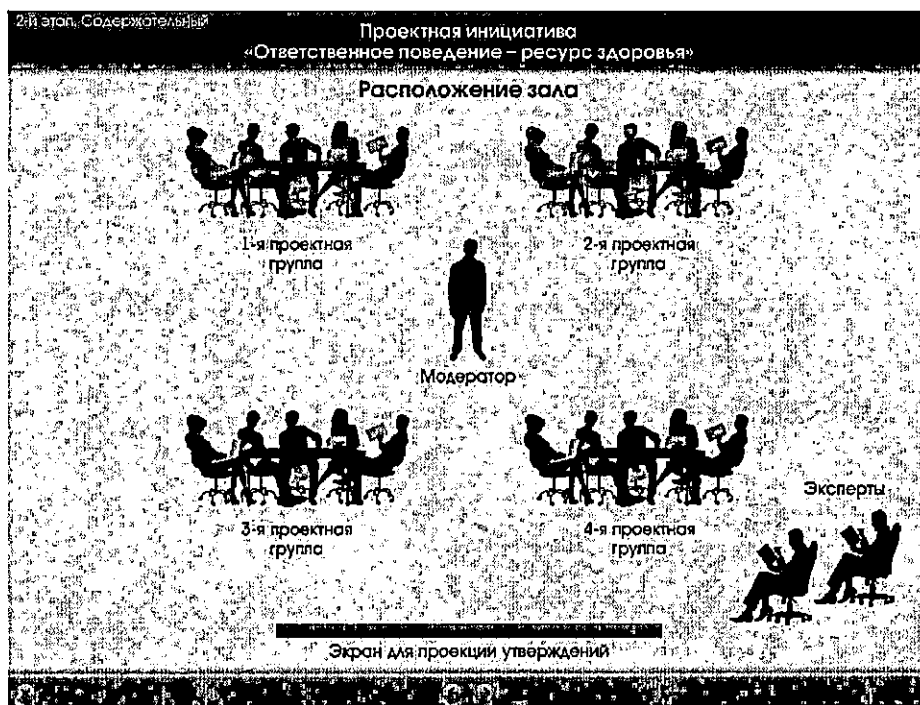 2-й этап. Содержательный
Проектная инициатива
«Ответственное поведение – ресурс здоровья»
Расположение зала
1-я проектная
группа
2-я проектная
группа
Модератор
3-я проектная
группа
4-я проектная
группа
Эксперты
Экран для проекции утверждений